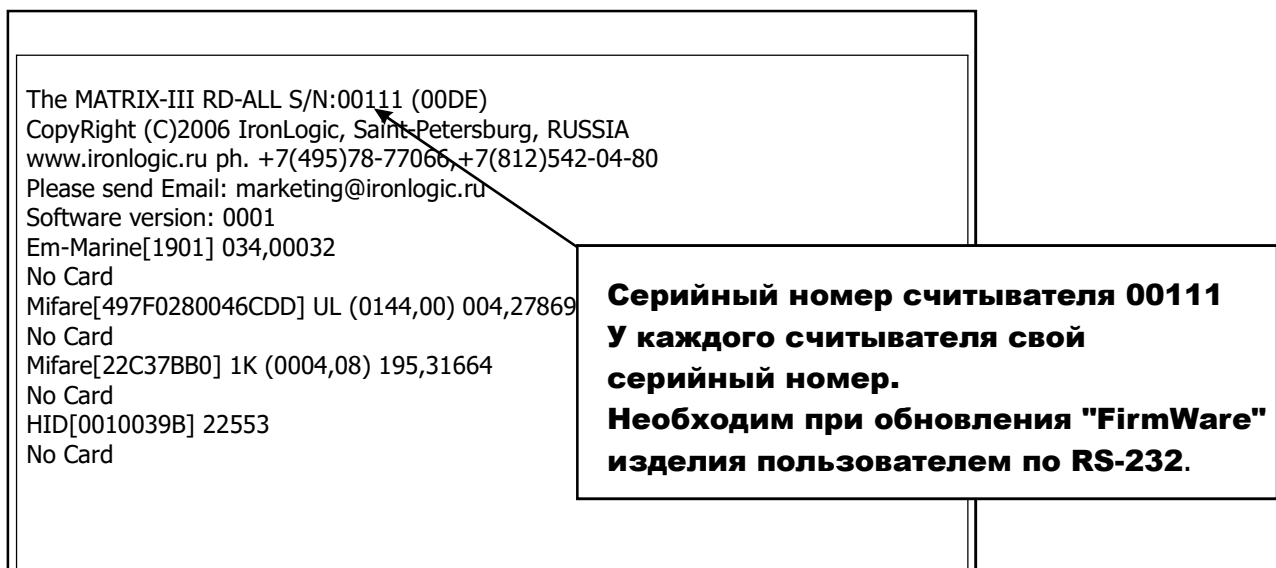 The MATRIX-III RD-ALL S/N:00111 (00DE)
CopyRight (C)2006 IronLogic, Saint-Petersburg, RUSSIA
www.ironlogic.ru ph. +7(495)78-77066,+7(812)542-04-80
Please send Email: marketing@ironlogic.ru
Software version: 0001
Em-Marine[1901] 034,00032
No Card
Mifare[497F0280046CDD] UL (0144,00) 004,27869
No Card
Mifare[22C37BB0] 1K (0004,08) 195,31664
No Card
HID[0010039B] 22553
No Card
Серийный номер считывателя 00111
У каждого считывателя свой
серийный номер.
Необходим при обновления "FirmWare"
изделия пользователем по RS-232.